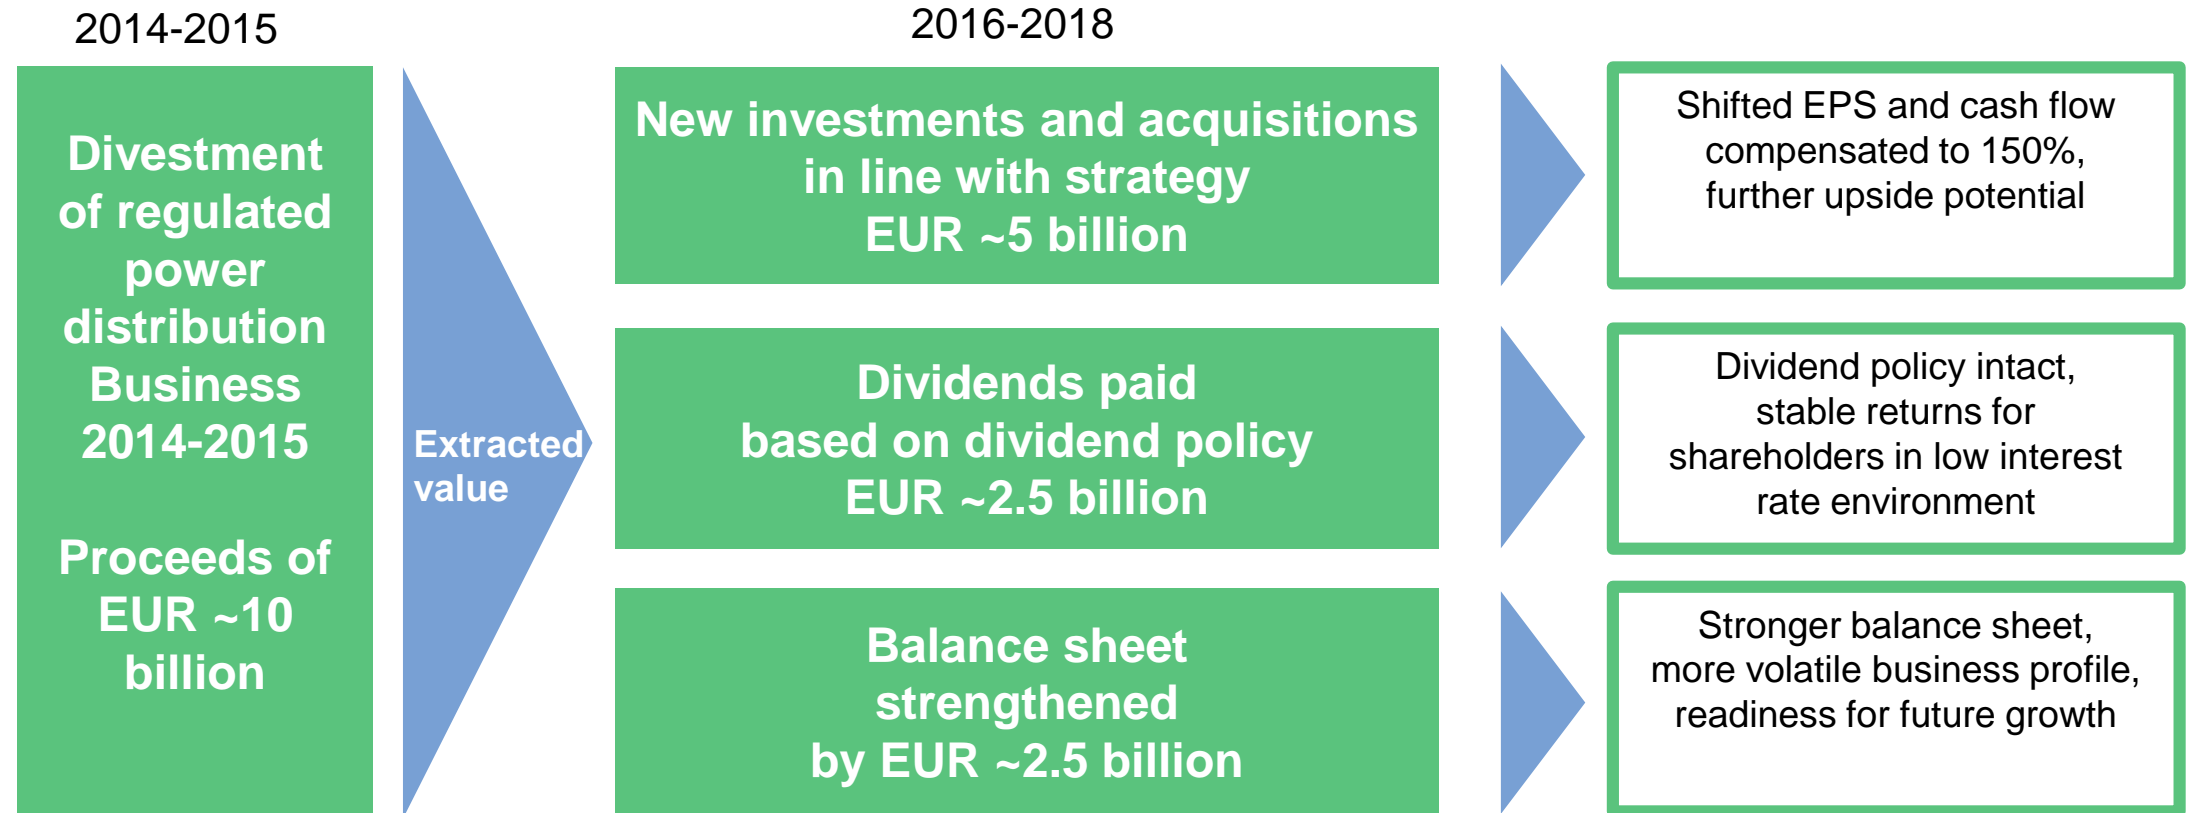 2014-2015
2016-2018
Divestment
of regulated
power
distribution
Business
2014-2015
Proceeds of
EUR ~10
billion
Extracted
value
New investments and acquisitions
in line with strategy
EUR ~5 billion
Shifted EPS and cash flow
compensated to 150%,
further upside potential
Dividends paid
based on dividend policy
EUR ~2.5 billion
Dividend policy intact,
stable returns for
shareholders in low interest
rate environment
Balance sheet
strengthened
by EUR ~2.5 billion
Stronger balance sheet,
more volatile business profile,
readiness for future growth